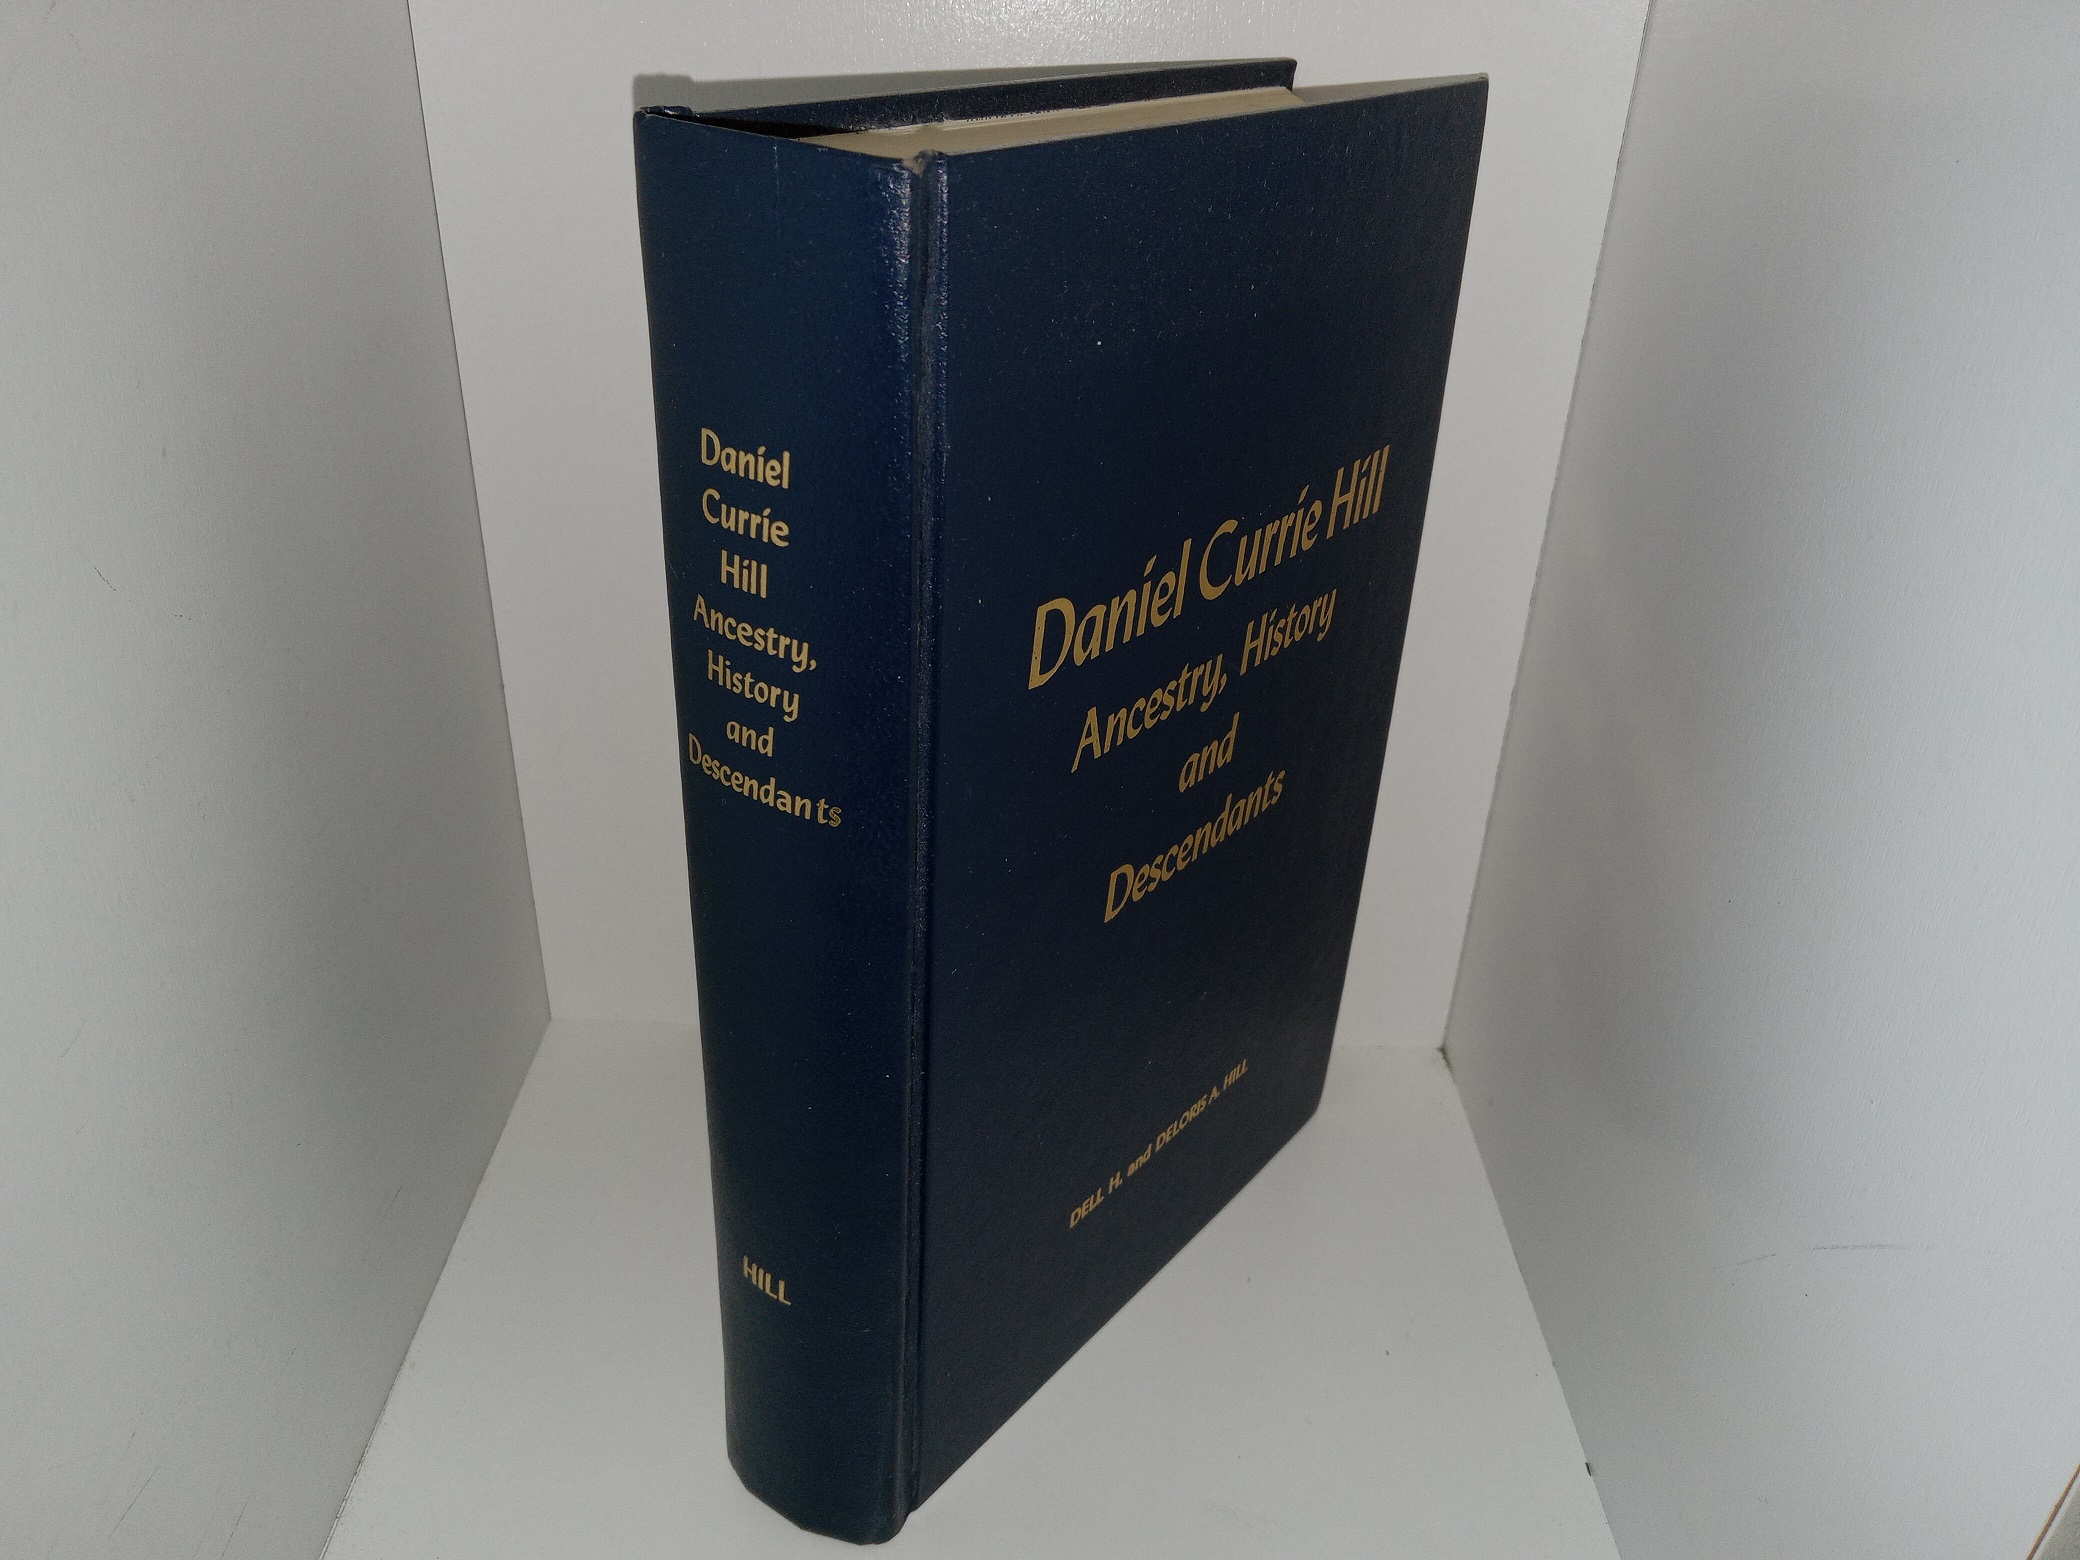 Daniel
Currie
Hill
Ancestry,
History
and
Descendants
HILL
Daniel Currie Hill
Ancestry, History
and
Descendants
DELL H. and DELORIS A. HILL